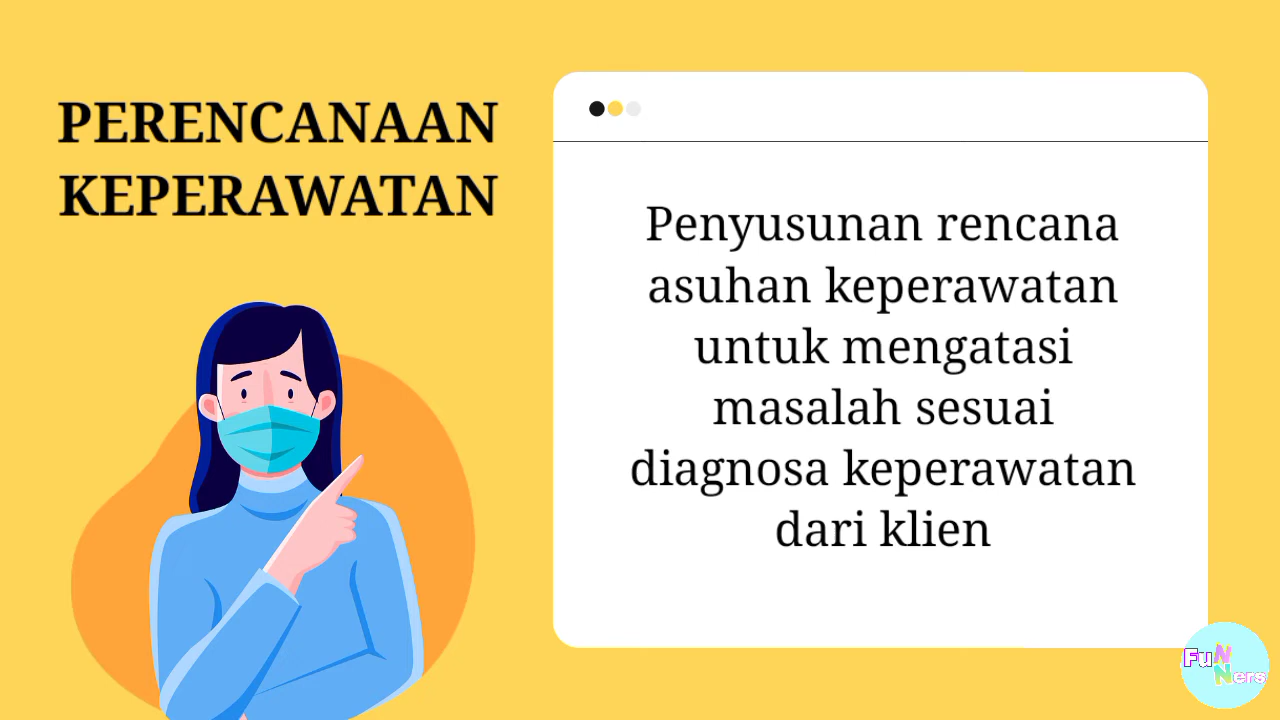 PERENCANAAN
KEPERAWATAN
Penyusunan rencana
asuhan keperawatan
untuk mengatasi
masalah sesuai
diagnosa keperawatan
dari klien
FuN
Ners